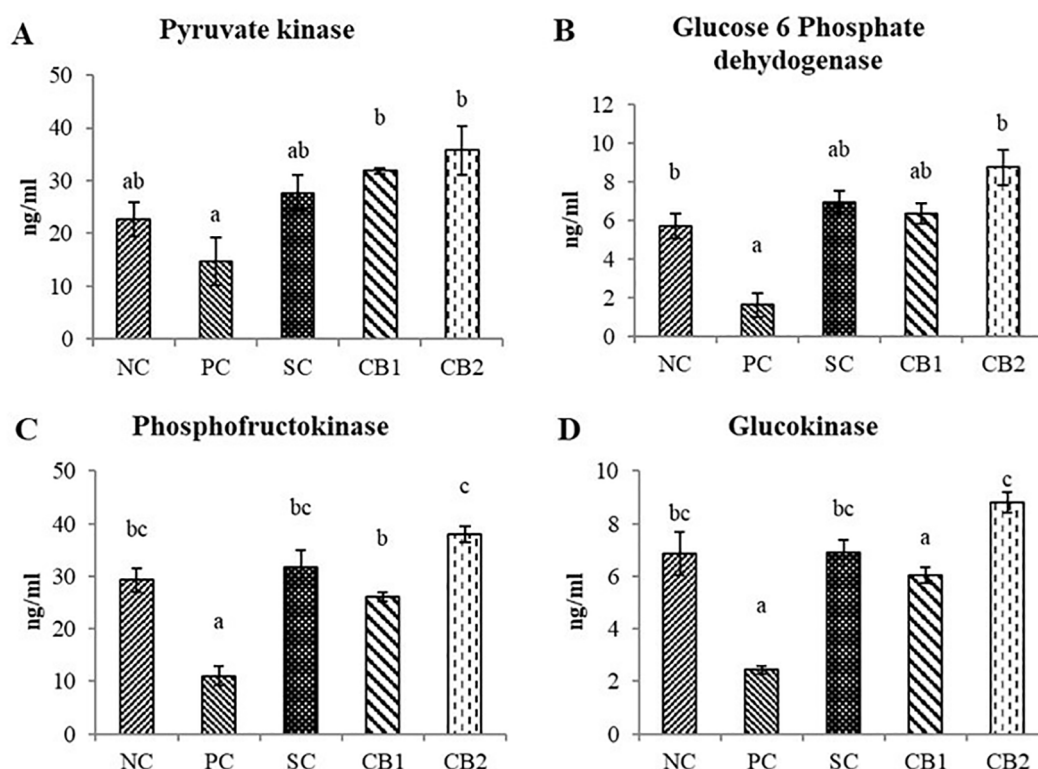 A
Pyruvate kinase
50
40
30
20
10
0
ng/ml
ab
a
ab
b
b
NC PC SC CB1 CB2
B
Glucose 6 Phosphate
dehydogenase
12
10
8
6
4
2
0
ng/ml
b
a
ab
ab
b
NC PC SC CB1 CB2
C
Phosphofructokinase
50
40
30
20
10
0
ng/ml
bc
a
bc
b
c
NC PC SC CB1 CB2
D
Glucokinase
10
8
6
4
2
0
ng/ml
bc
a
bc
a
c
NC PC SC CB1 CB2